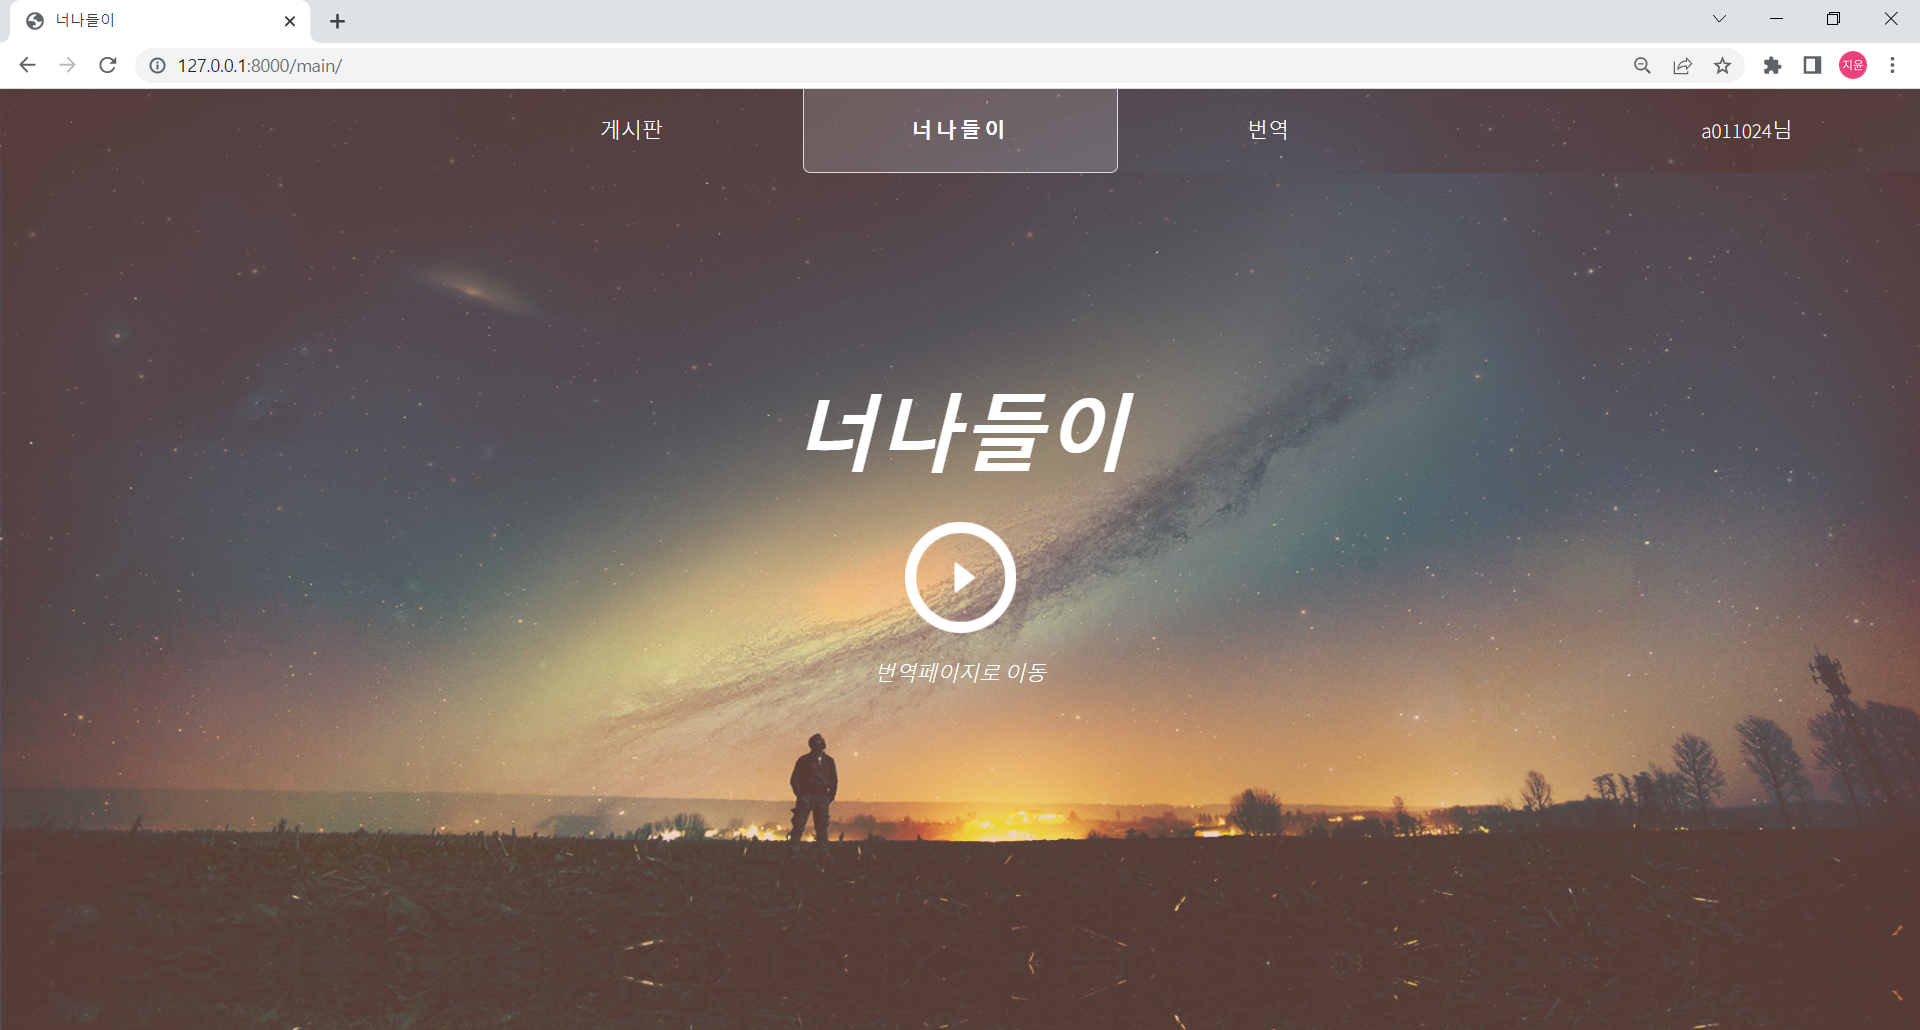 너나들이
127.0.0.1:8000/main/
지윤
게시판
너나들이
번역
a011024님
너나들이
번역페이지로 이동